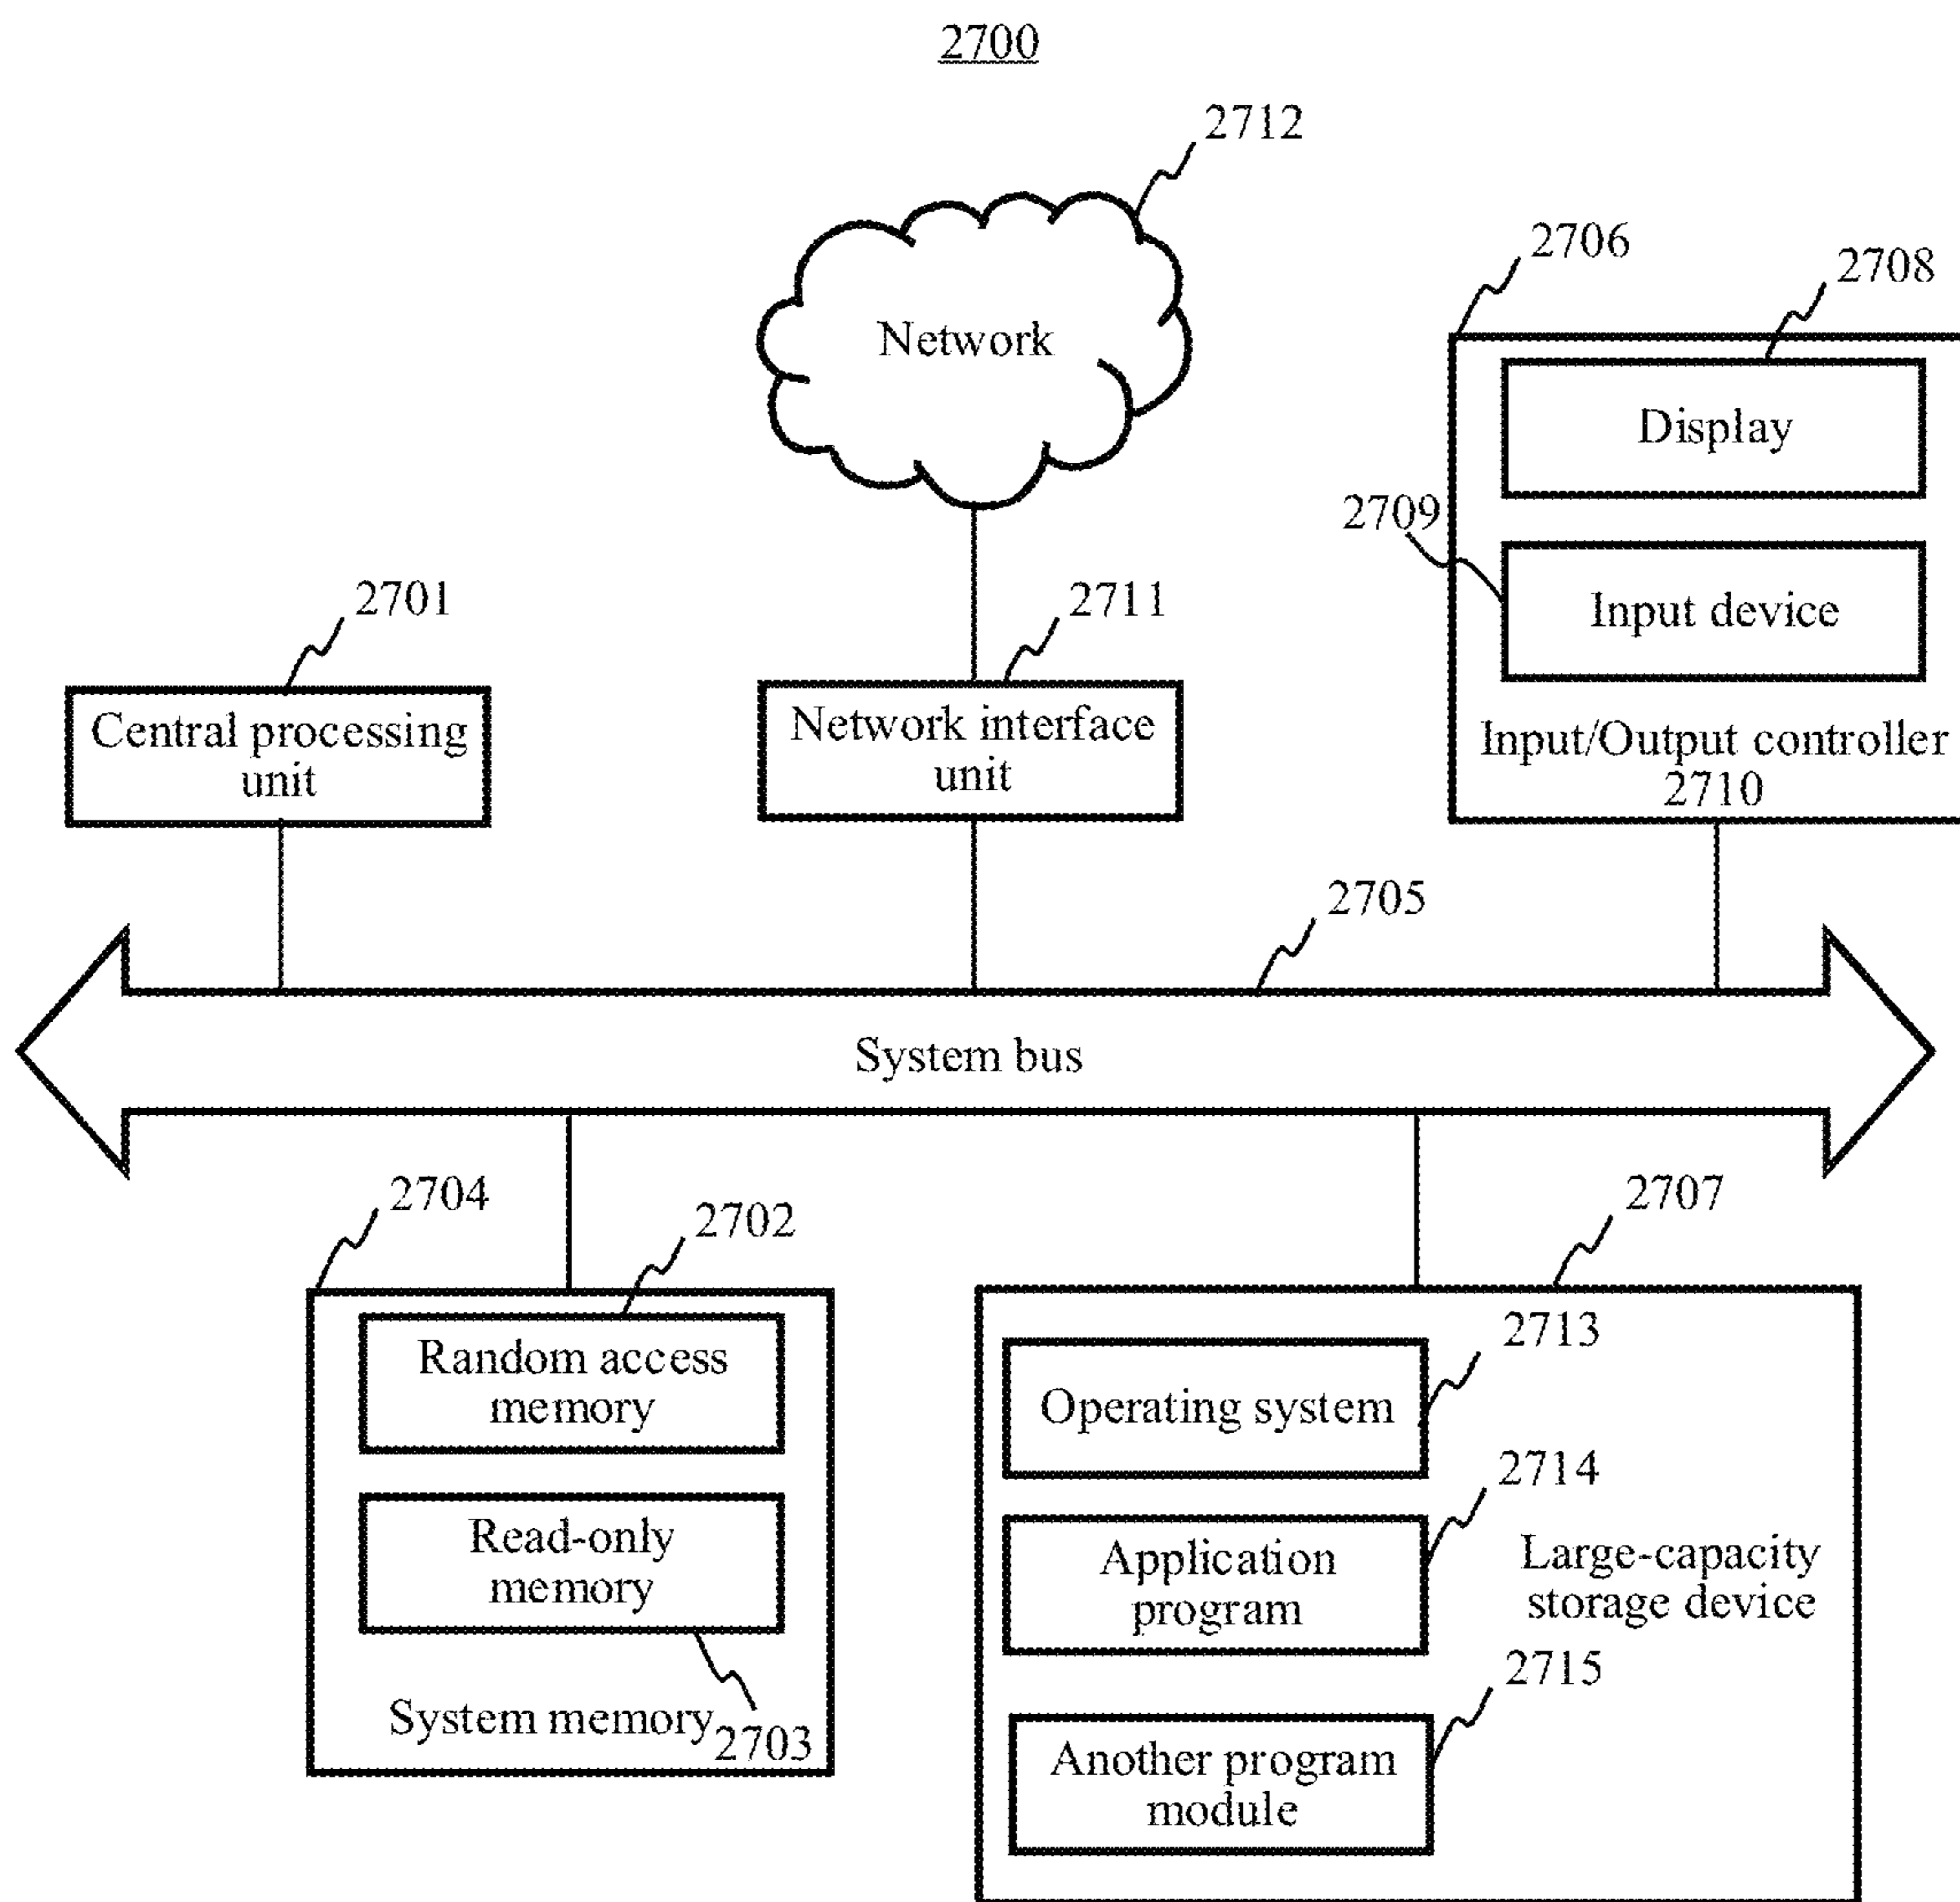 2700
2712
Network
2706
2708
Display
2709
Input device
Input/Output controller
2710
2701
Central processing
unit
2711
Network interface
unit
2705
System bus
2704
2702
Random access
memory
Read-only
memory
System memory
2703
2707
2713
Operating system
2714
Application
program
Large-capacity
storage device
2715
Another program
module